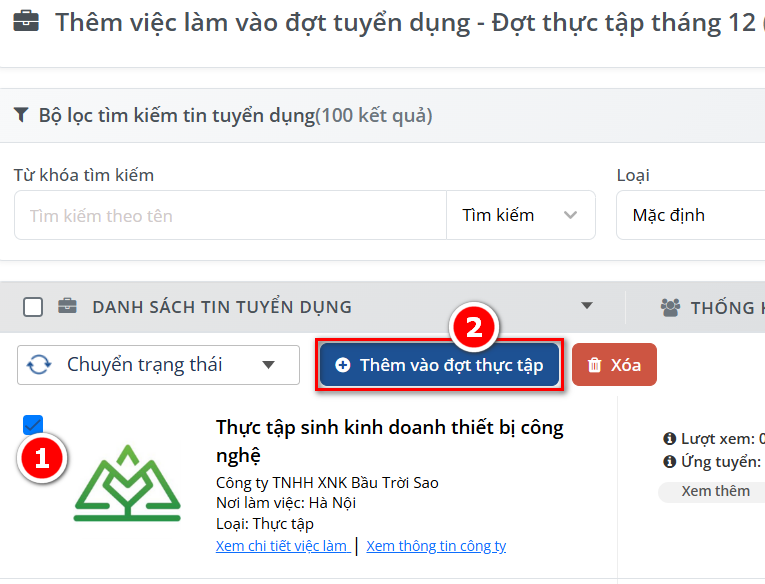 Thêm việc làm vào đợt tuyển dụng - Đợt thực tập tháng 12 (
Bộ lọc tìm kiếm tin tuyển dụng(100 kết quả)
Từ khóa tìm kiếm
Loại
Tìm kiếm theo tên
Tìm kiếm
Mặc định
DANH SÁCH TIN TUYỂN DỤNG
THỐNG
2
Chuyển trạng thái
Thêm vào đợt thực tập
Xóa
1
Thực tập sinh kinh doanh thiết bị công
nghệ
Công ty TNHH XNK Bầu Trời Sao
Nơi làm việc: Hà Nội
Loại: Thực tập
Xem chi tiết việc làm | Xem thông tin công ty
Lượt xem: 0
Ứng tuyển:
Xem thêm